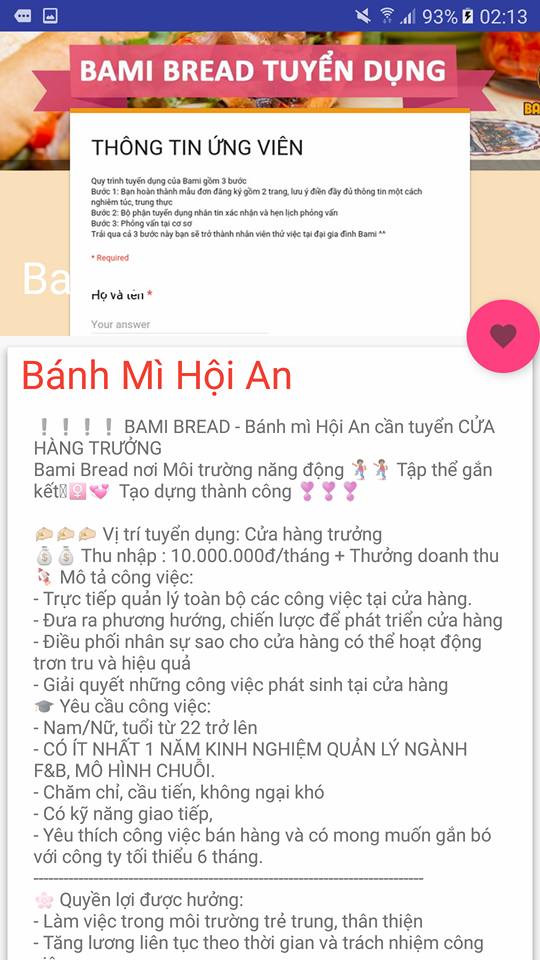 93% 02:13
BAMI BREAD TUYỂN DỤNG
BA
THÔNG TIN ỨNG VIÊN
Quy trình tuyển dụng của Bami gồm 3 bước
Bước 1: Bạn hoàn thành mẫu đơn đăng ký gồm 2 trang, lưu ý điền đầy đủ thông tin một cách
nghiêm túc, trung thực
Bước 2: Bộ phận tuyển dụng nhân tin xác nhận và hẹn lịch phỏng vấn
Bước 3: Phỏng vấn tại cơ sơ
Trải qua cả 3 bước này bạn sẽ trở thành nhân viên thử việc tại đại gia đình Bami ^^
* Required
Ba
Họ và tên *
Your answer
Bánh Mì Hội An
❗❗❗❗ BAMI BREAD - Bánh mì Hội An cần tuyển CỬA
HÀNG TRƯỞNG
Bami Bread nơi Môi trường năng động 🕺🕺 Tập thể gắn
kết♀💞 Tạo dựng thành công ❣❣❣
✍✍✍ Vị trí tuyển dụng: Cửa hàng trưởng
💰💰 Thu nhập : 10.000.000đ/tháng + Thưởng doanh thu
🚀 Mô tả công việc:
- Trực tiếp quản lý toàn bộ các công việc tại cửa hàng.
- Đưa ra phương hướng, chiến lược để phát triển cửa hàng
- Điều phối nhân sự sao cho cửa hàng có thể hoạt động
trơn tru và hiệu quả
- Giải quyết những công việc phát sinh tại cửa hàng
🎓 Yêu cầu công việc:
- Nam/Nữ, tuổi từ 22 trở lên
- CÓ ÍT NHẤT 1 NĂM KINH NGHIỆM QUẢN LÝ NGÀNH
F&B, MÔ HÌNH CHUỖI.
- Chăm chỉ, cầu tiến, không ngại khó
- Có kỹ năng giao tiếp,
- Yêu thích công việc bán hàng và có mong muốn gắn bó
với công ty tối thiểu 6 tháng.
------------------------------------------------------------------------------
🌸 Quyền lợi được hưởng:
- Làm việc trong môi trường trẻ trung, thân thiện
- Tăng lương liên tục theo thời gian và trách nhiệm công